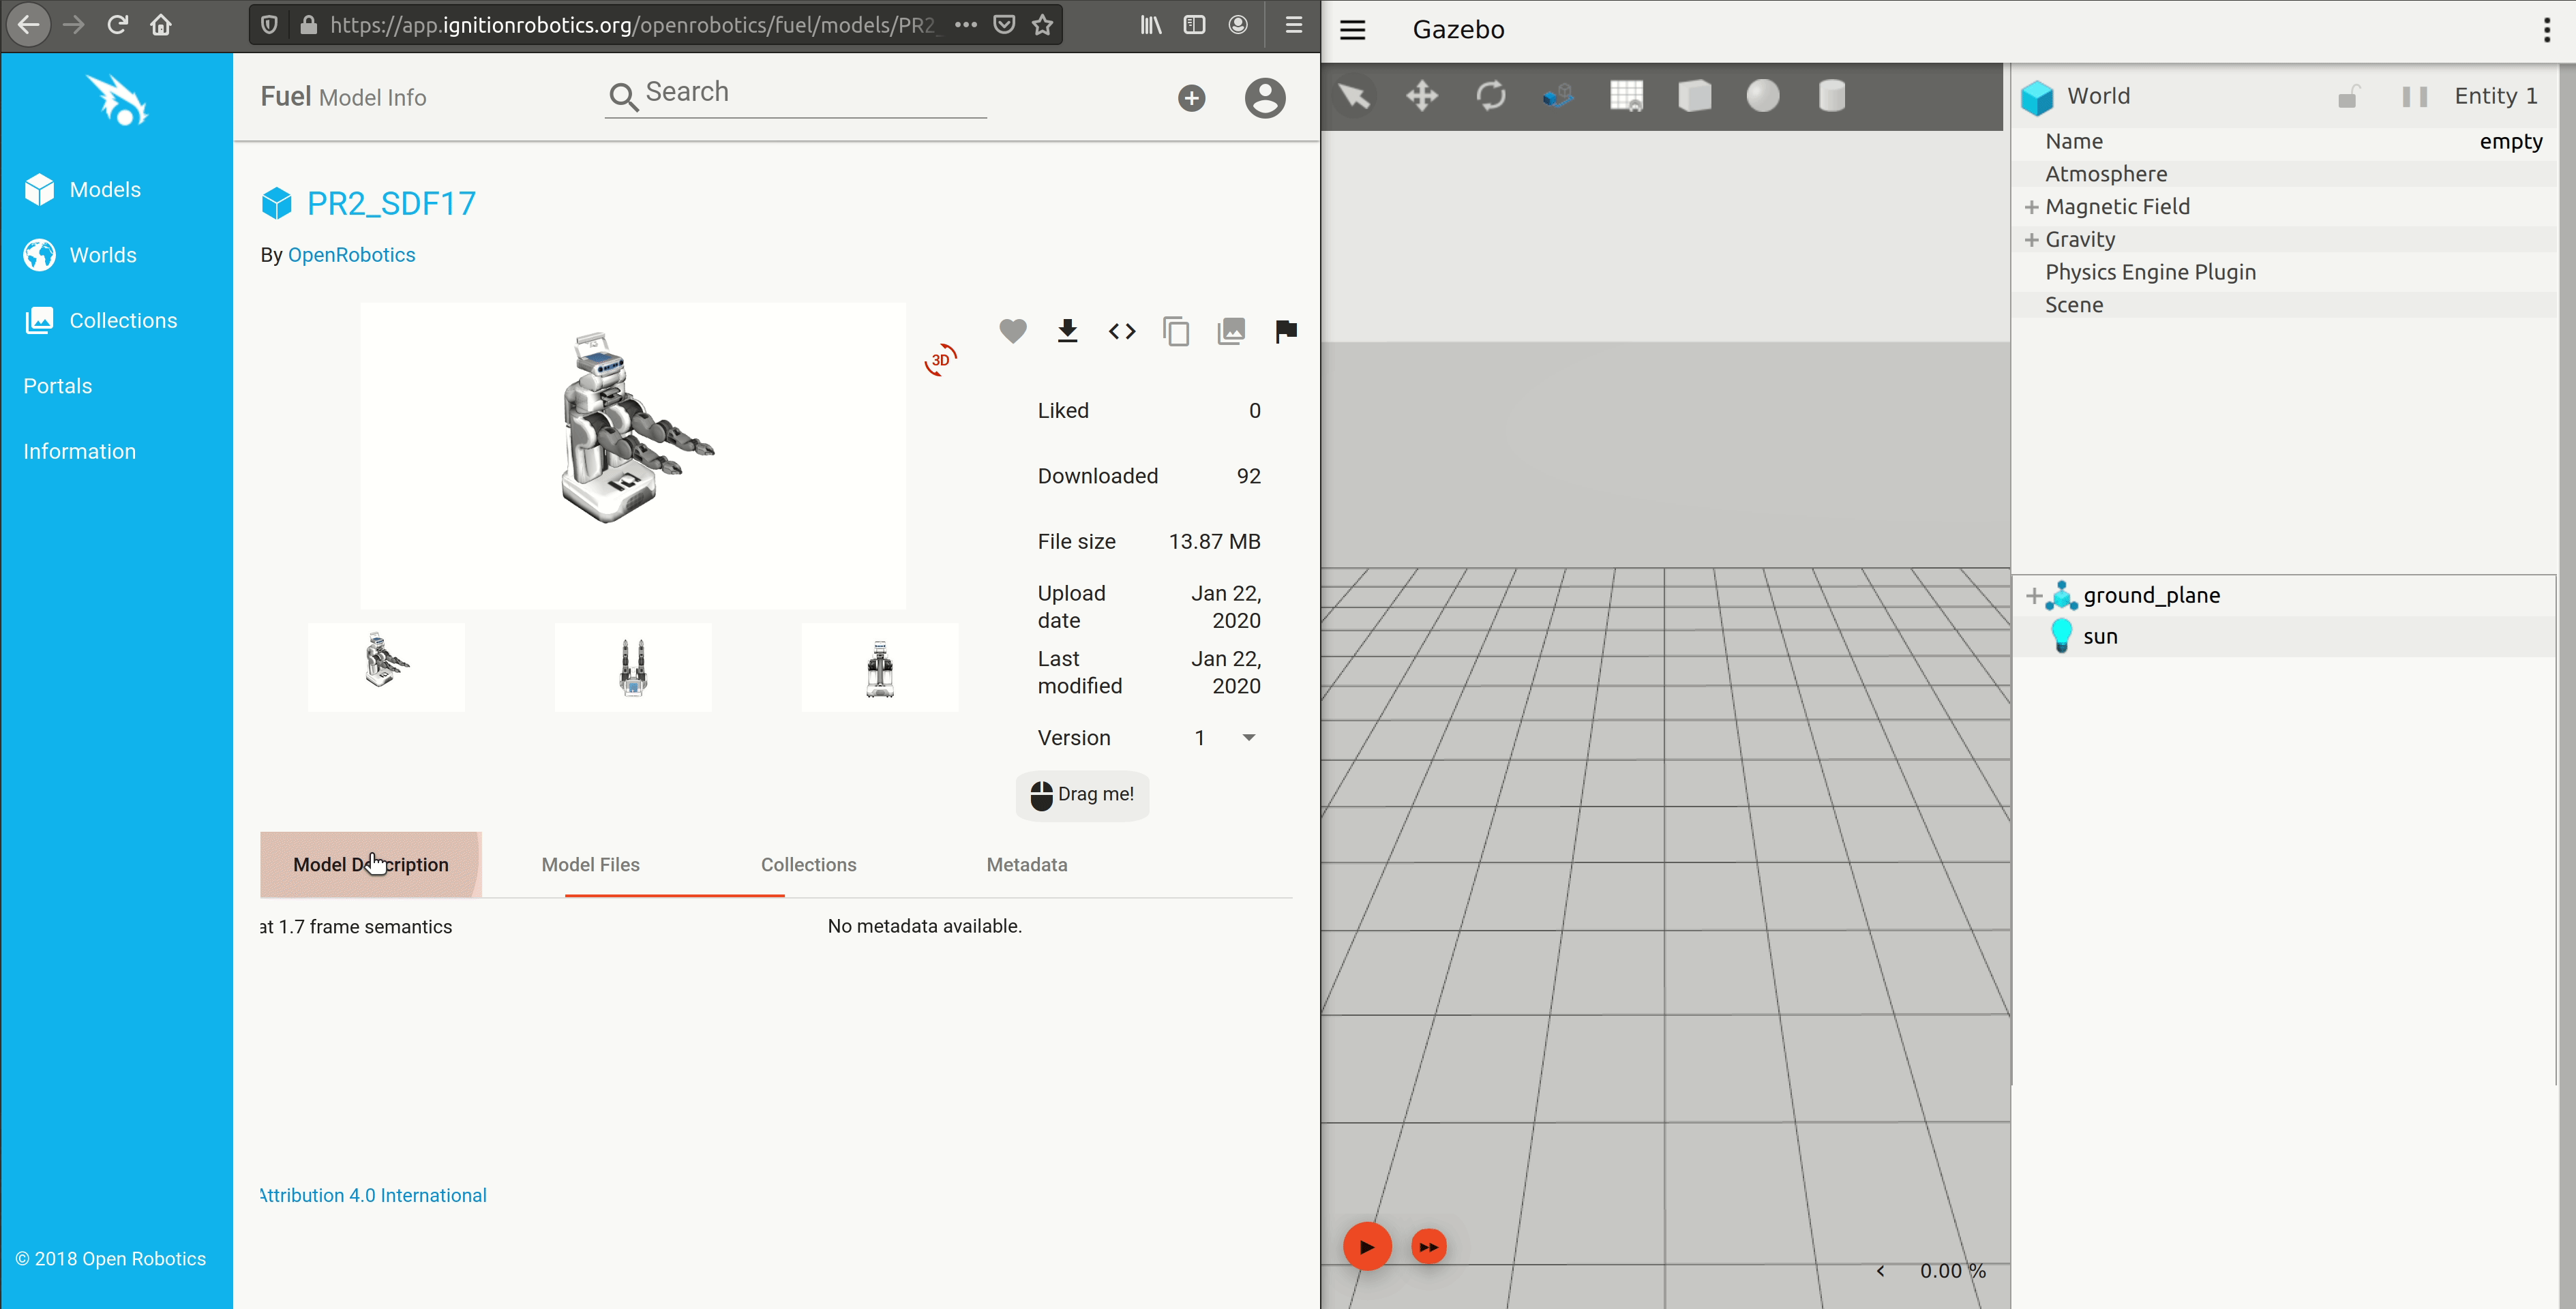 https://app.ignitionrobotics.org/openrobotics/fuel/models/PR2_
Gazebo
Fuel Model Info
Search
Models
Worlds
Collections
Portals
Information
© 2018 Open Robotics
PR2_SDF17
By OpenRobotics
3D
Liked 0
Downloaded 92
File size 13.87 MB
Upload date Jan 22, 2020
Last modified Jan 22, 2020
Version 1
Drag me!
Model Description Model Files Collections Metadata
at 1.7 frame semantics
No metadata available.
Attribution 4.0 International
0.00 %
World Entity 1
Name empty
Atmosphere
Magnetic Field
Gravity
Physics Engine Plugin
Scene
ground_plane
sun